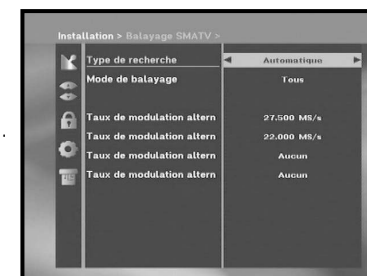 Installation > Balayage SMATV >
Type de recherche Automatique
Mode de balayage Tous
Taux de modulation altern 27.500 MS/s
Taux de modulation altern 22.000 MS/s
Taux de modulation altern Aucun
Taux de modulation altern Aucun